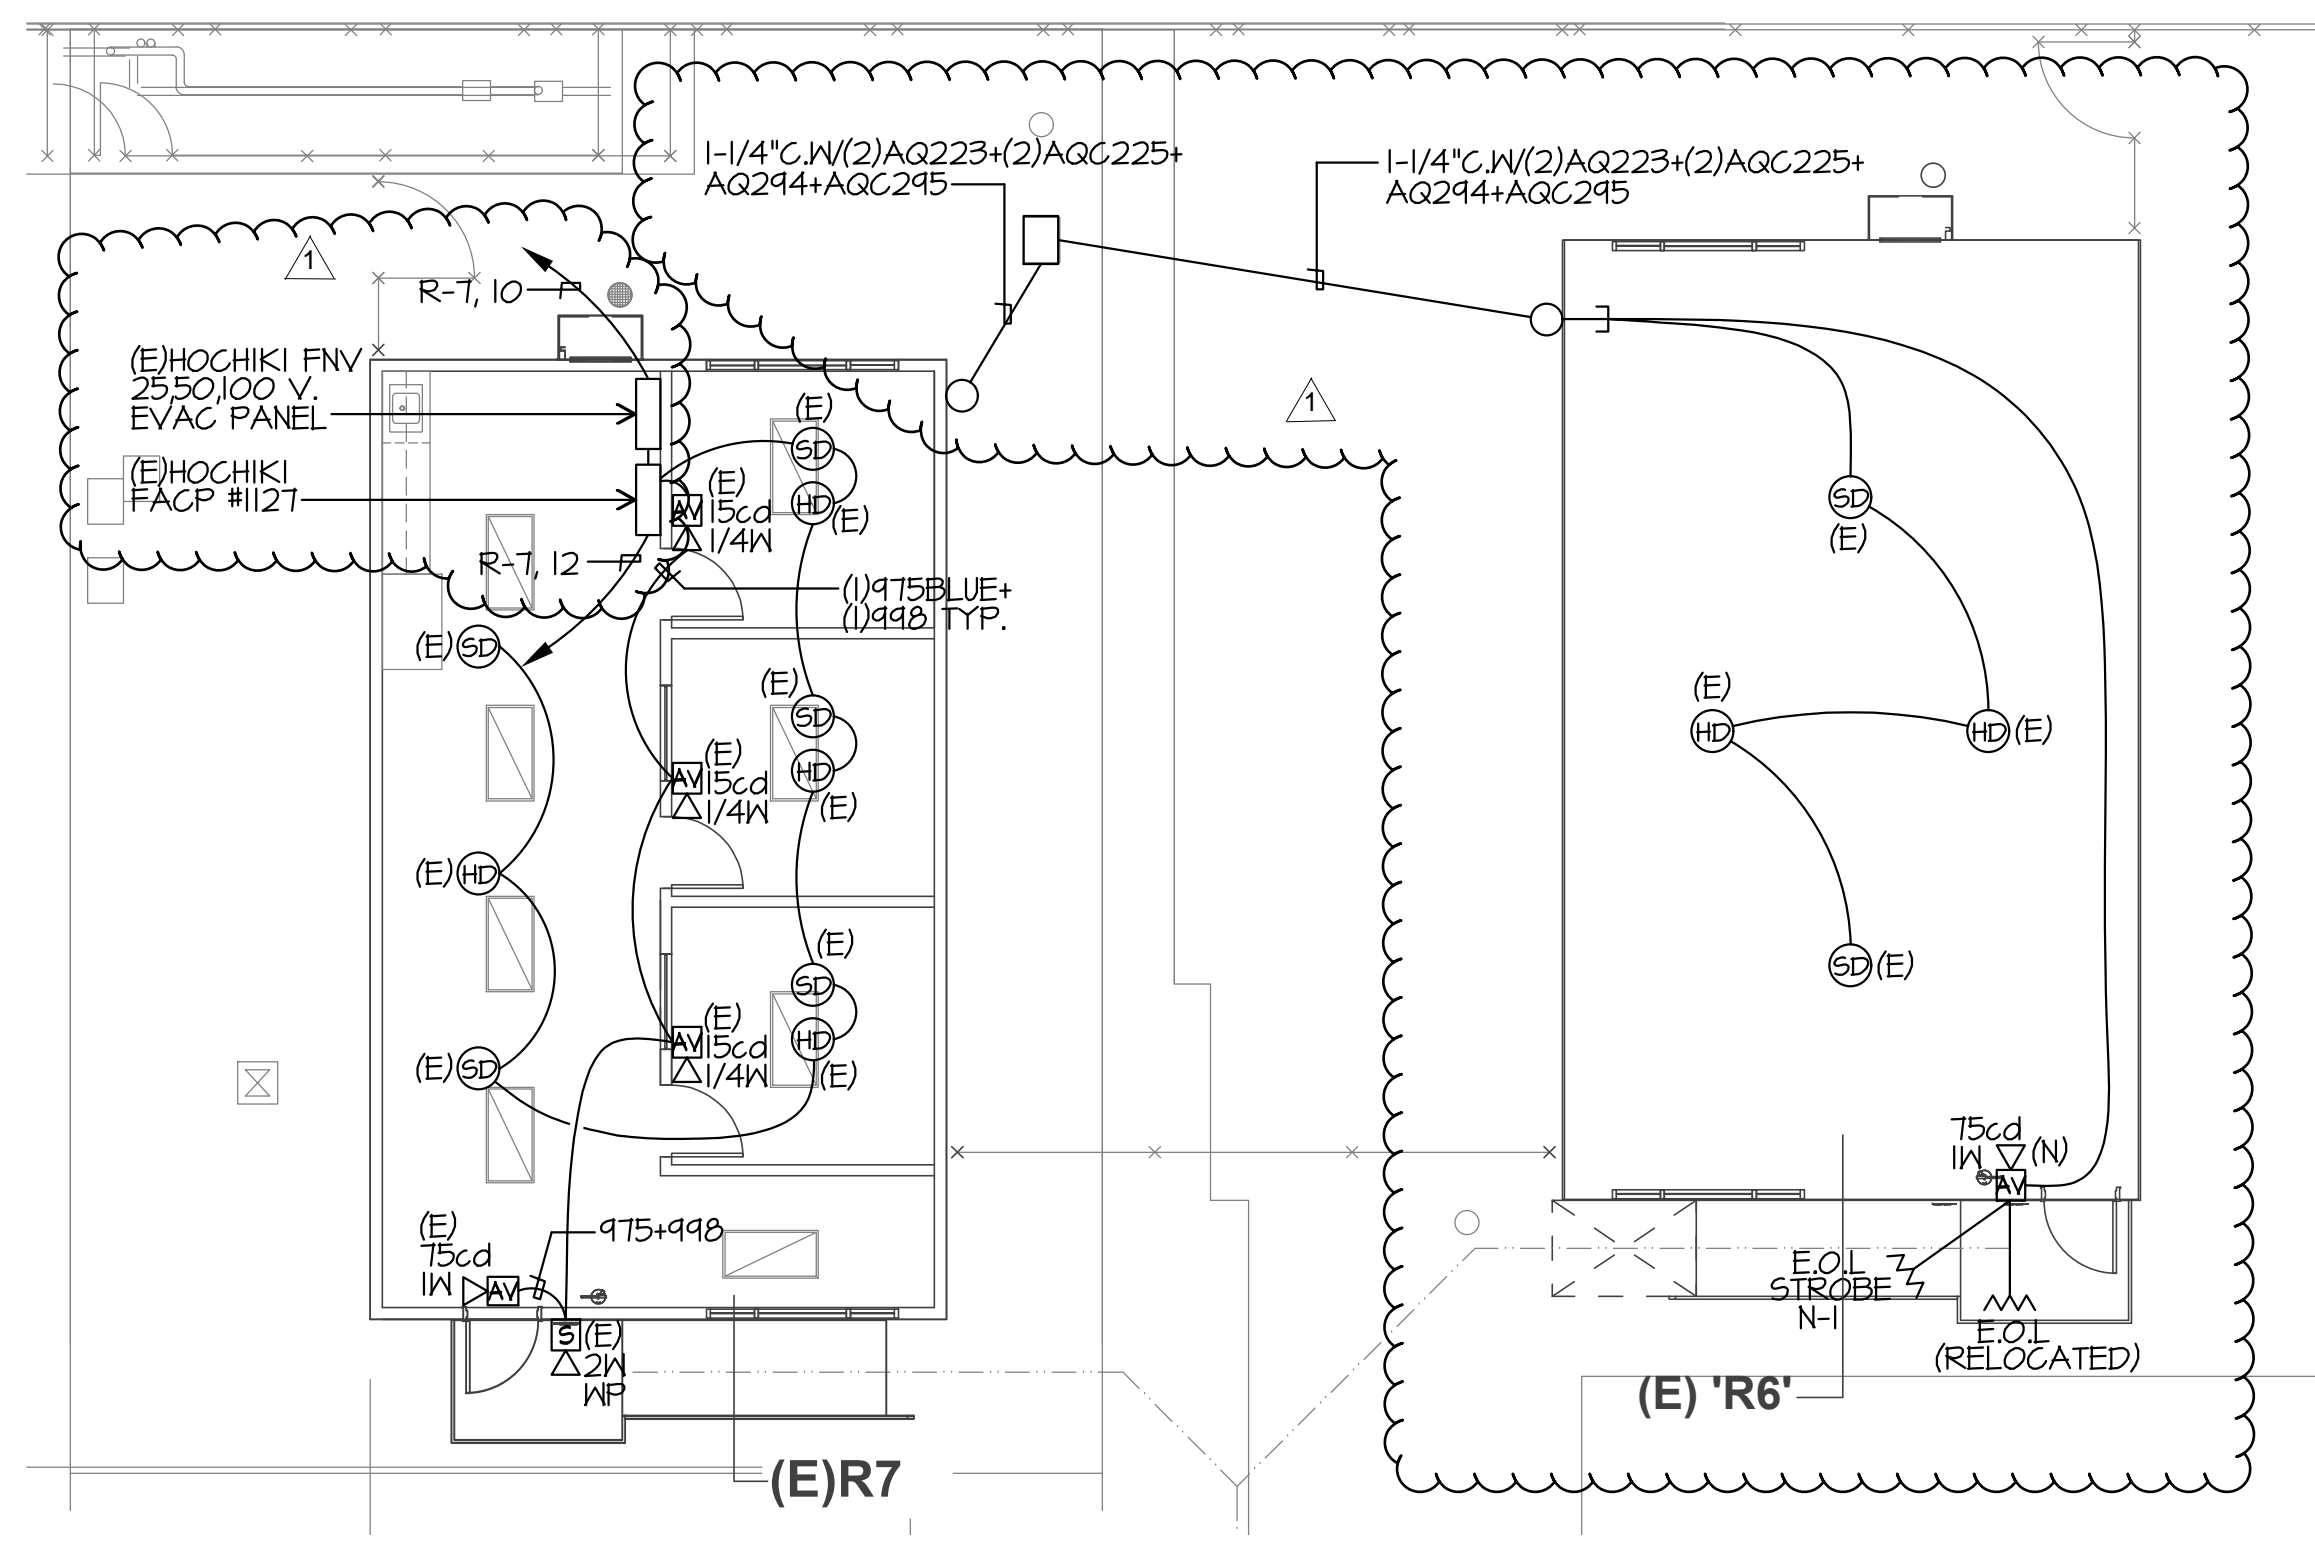 1-1/4"C.W/(2)AQ223+(2)AQC225+
AQ294+AQC295
1-1/4"C.W/(2)AQ223+(2)AQC225+
AQ294+AQC295
1
R-7, 10
(E)HOCHIKI FNV
25,50,100 V.
EVAC PANEL
(E)HOCHIKI
FACP #1127
R-7, 12
1
(E)
SD
HD
(E)
(E)
AV
15cd
1/4W
(1)975BLUE+
(1)998 TYP.
(E) SD
(E)
SD
HD
(E)
(E)
AV
15cd
1/4W
(E) HD
(E)
SD
HD
(E)
(E)
AV
15cd
1/4W
(E) SD
975+998
(E)
75cd
1W
AV
S
(E)
2W
WP
(E)R7
SD
(E)
(E)
HD
HD (E)
SD (E)
75cd
1W
(N)
AV
E.O.L
STROBE
N-1
E.O.L
(RELOCATED)
(E) 'R6'